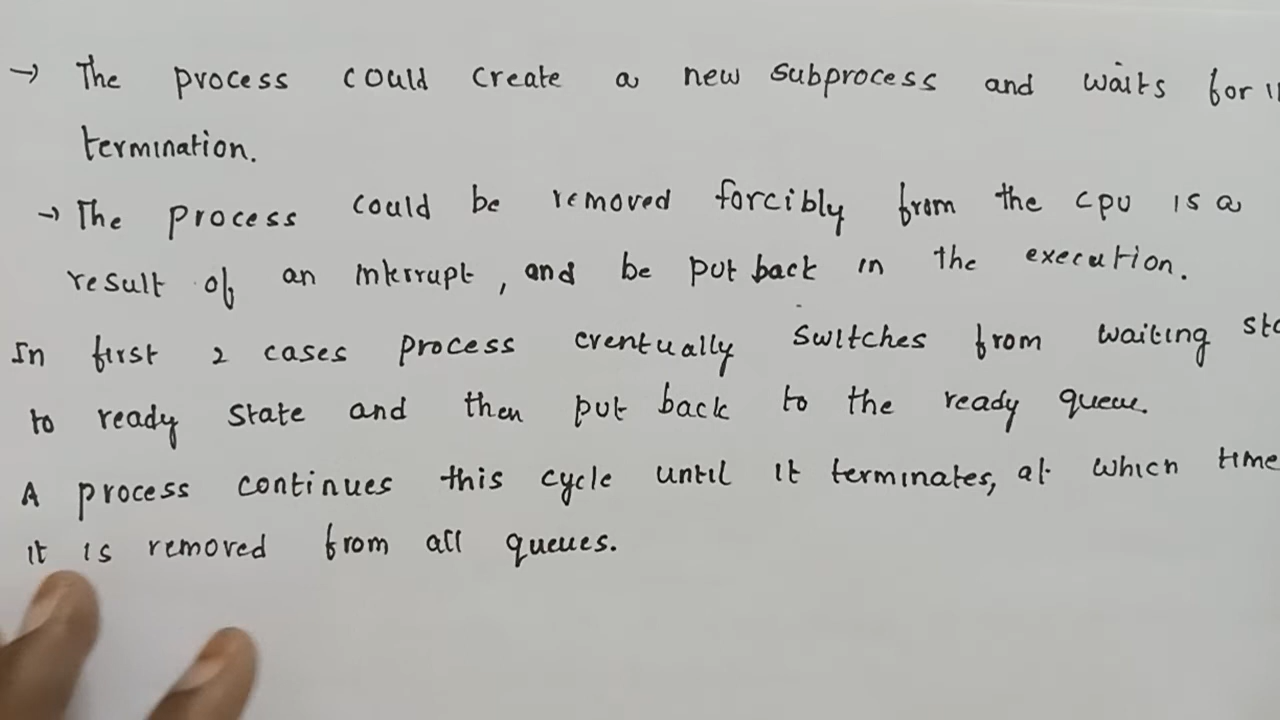 → The process could create a new subprocess and waits for
termination.
→ The process could be removed forcibly from the cpu is a
result of an interrupt, and be put back in the execution.
In first 2 cases process eventually switches from waiting
to ready state and then put back to the ready queue.
A process continues this cycle until it terminates, at which time
it is removed from all queues.